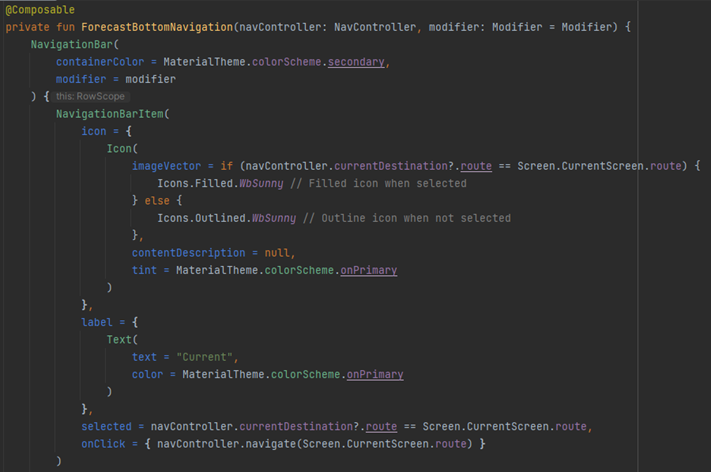 @Composable
private fun ForecastBottomNavigation(navController: NavController, modifier: Modifier = Modifier) {
    NavigationBar(
        containerColor = MaterialTheme.colorScheme.secondary,
        modifier = modifier
    ) { this: RowScope
        NavigationBarItem(
            icon = {
                Icon(
                    imageVector = if (navController.currentDestination?.route == Screen.CurrentScreen.route) {
                        Icons.Filled.WbSunny // Filled icon when selected
                    } else {
                        Icons.Outlined.WbSunny // Outline icon when not selected
                    },
                    contentDescription = null,
                    tint = MaterialTheme.colorScheme.onPrimary
                )
            },
            label = {
                Text(
                    text = "Current",
                    color = MaterialTheme.colorScheme.onPrimary
                )
            },
            selected = navController.currentDestination?.route == Screen.CurrentScreen.route,
            onClick = { navController.navigate(Screen.CurrentScreen.route) }
        )